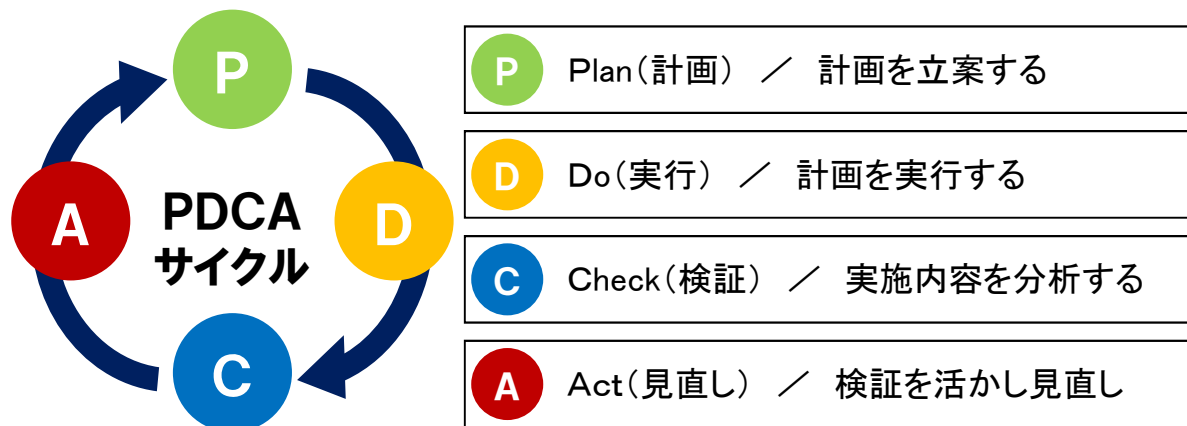 P
A
D
C
PDCA
サイクル
P Plan(計画) ／ 計画を立案する
D Do(実行) ／ 計画を実行する
C Check(検証) ／ 実施内容を分析する
A Act(見直し) ／ 検証を活かし見直し